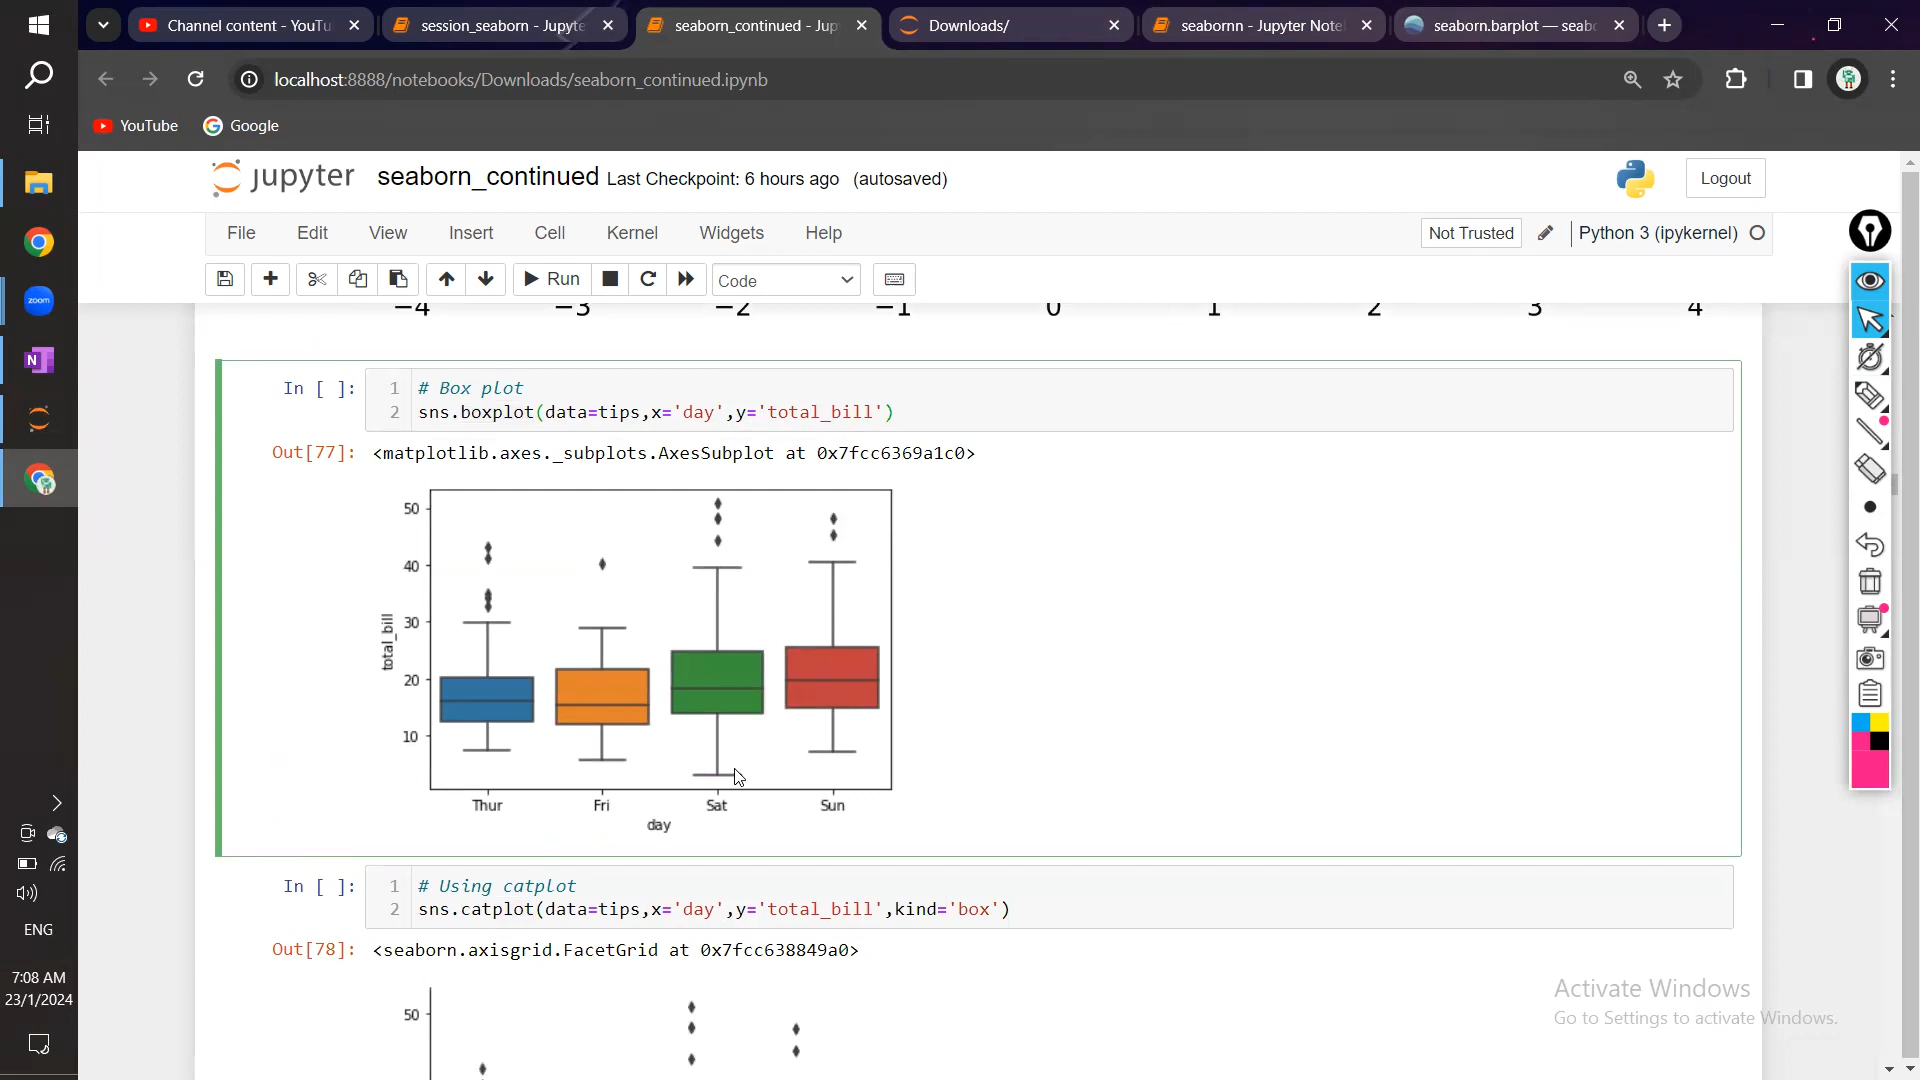 Channel content - YouTu
session_seaborn - Jupyte
seaborn_continued - Jup
Downloads/
seabornn - Jupyter Note
seaborn.barplot — seab
localhost:8888/notebooks/Downloads/seaborn_continued.ipynb
YouTube
Google
jupyter seaborn_continued Last Checkpoint: 6 hours ago (autosaved)
Logout
File Edit View Insert Cell Kernel Widgets Help
Not Trusted
Python 3 (ipykernel)
Run
Code
−4 −3 −2 −1 0 1 2 3 4
In [ ]:
1 # Box plot
2 sns.boxplot(data=tips,x='day',y='total_bill')
Out[77]: <matplotlib.axes._subplots.AxesSubplot at 0x7fcc6369a1c0>
50
40
30
20
10
total_bill
Thur Fri Sat Sun
day
In [ ]:
1 # Using catplot
2 sns.catplot(data=tips,x='day',y='total_bill',kind='box')
Out[78]: <seaborn.axisgrid.FacetGrid at 0x7fcc638849a0>
50
zoom
N
ENG
7:08 AM
23/1/2024
Activate Windows
Go to Settings to activate Windows.